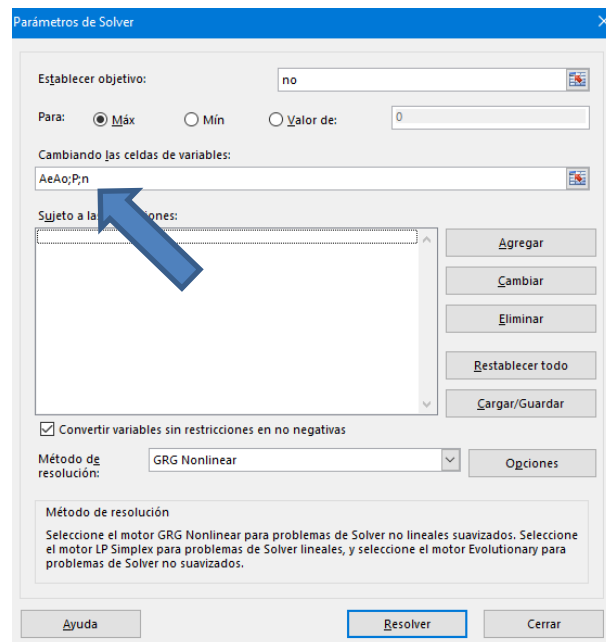 Parámetros de Solver
Establecer objetivo: no
Para: Máx Mín Valor de: 0
Cambiando las celdas de variables:
AeAo;P;n
Sujeto a las ones:
Agregar
Cambiar
Eliminar
Restablecer todo
Cargar/Guardar
Convertir variables sin restricciones en no negativas
Método de resolución: GRG Nonlinear Opciones
Método de resolución
Seleccione el motor GRG Nonlinear para problemas de Solver no lineales suavizados. Seleccione
el motor LP Simplex para problemas de Solver lineales, y seleccione el motor Evolutionary para
problemas de Solver no suavizados.
Ayuda Resolver Cerrar